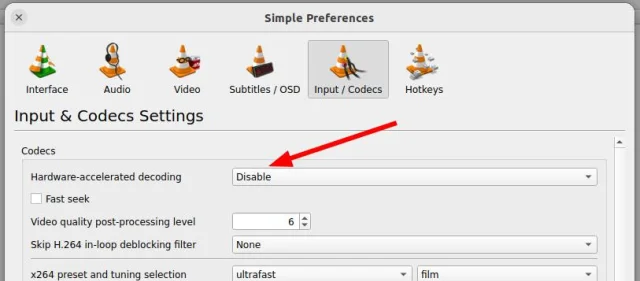 Simple Preferences
Interface Audio Video Subtitles / OSD Input / Codecs Hotkeys
Input & Codecs Settings
Codecs
Hardware-accelerated decoding Disable
Fast seek
Video quality post-processing level 6
Skip H.264 in-loop deblocking filter None
x264 preset and tuning selection ultrafast film